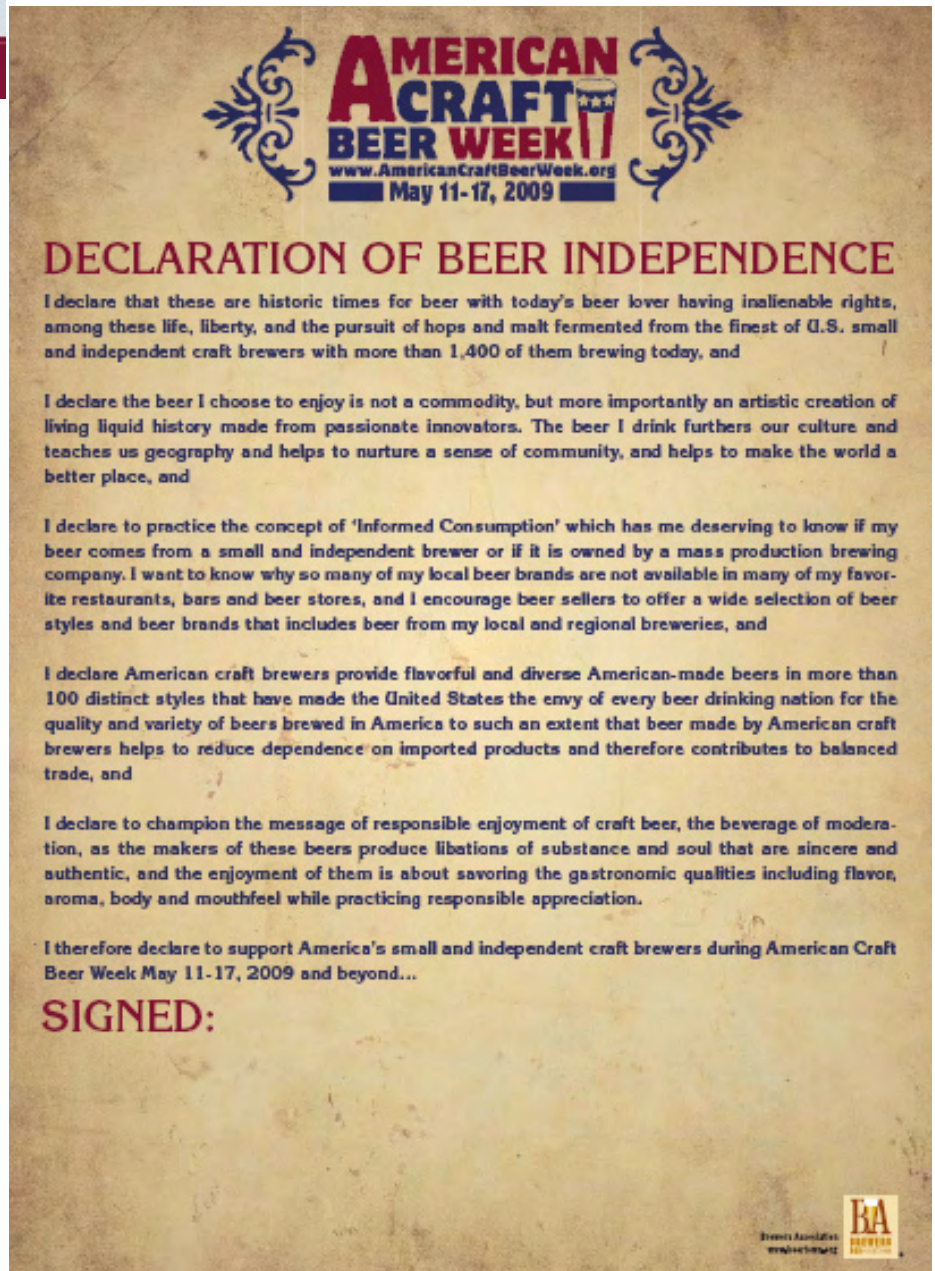 AMERICAN
CRAFT
BEER WEEK
www.AmericanCraftBeerWeek.org
May 11-17, 2009
DECLARATION OF BEER INDEPENDENCE
I declare that these are historic times for beer with today's beer lover having inalienable rights,
among these life, liberty, and the pursuit of hops and malt fermented from the finest of U.S. small
and independent craft brewers with more than 1,400 of them brewing today, and
I declare the beer I choose to enjoy is not a commodity, but more importantly an artistic creation of
living liquid history made from passionate innovators. The beer I drink furthers our culture and
teaches us geography and helps to nurture a sense of community, and helps to make the world a
better place, and
I declare to practice the concept of 'Informed Consumption' which has me deserving to know if my
beer comes from a small and independent brewer or if it is owned by a mass production brewing
company. I want to know why so many of my local beer brands are not available in many of my favor-
ite restaurants, bars and beer stores, and I encourage beer sellers to offer a wide selection of beer
styles and beer brands that includes beer from my local and regional breweries, and
I declare American craft brewers provide flavorful and diverse American-made beers in more than
100 distinct styles that have made the United States the envy of every beer drinking nation for the
quality and variety of beers brewed in America to such an extent that beer made by American craft
brewers helps to reduce dependence on imported products and therefore contributes to balanced
trade, and
I declare to champion the message of responsible enjoyment of craft beer, the beverage of modera-
tion, as the makers of these beers produce libations of substance and soul that are sincere and
authentic, and the enjoyment of them is about savoring the gastronomic qualities including flavor,
aroma, body and mouthfeel while practicing responsible appreciation.
I therefore declare to support America's small and independent craft brewers during American Craft
Beer Week May 11-17, 2009 and beyond...
SIGNED:
Brewers Association
BA
BREWERS